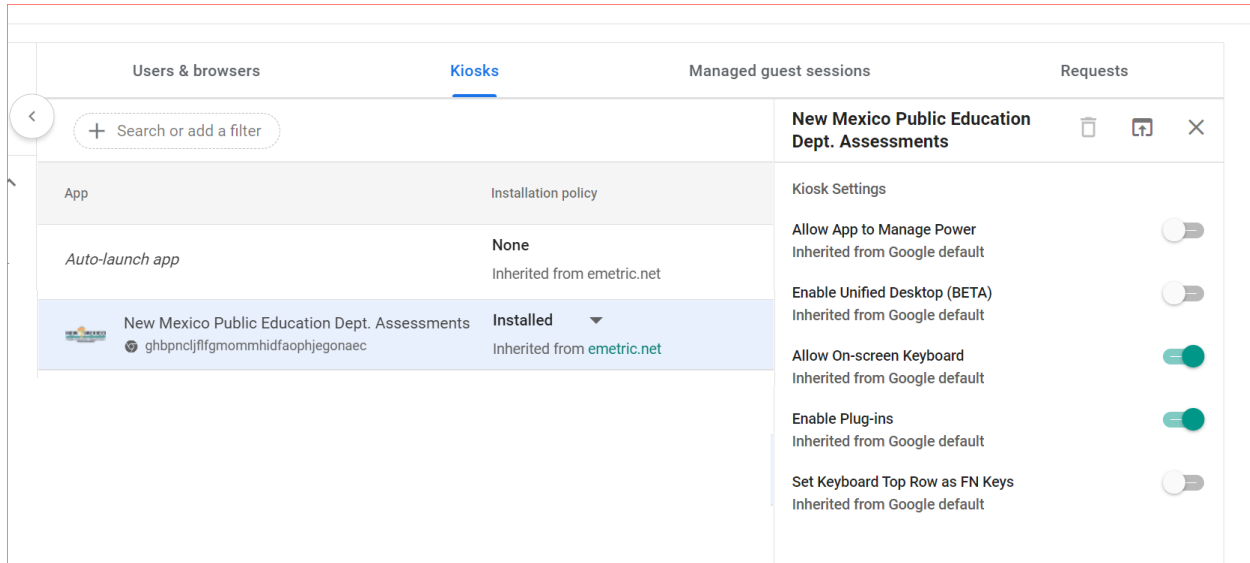 Users & browsers
Kiosks
Managed guest sessions
Requests
Search or add a filter
App
Installation policy
Auto-launch app
None
Inherited from emetric.net
New Mexico Public Education Dept. Assessments
ghbpncljflfgmommhidfaophjegonaec
Installed
Inherited from emetric.net
New Mexico Public Education
Dept. Assessments
Kiosk Settings
Allow App to Manage Power
Inherited from Google default
Enable Unified Desktop (BETA)
Inherited from Google default
Allow On-screen Keyboard
Inherited from Google default
Enable Plug-ins
Inherited from Google default
Set Keyboard Top Row as FN Keys
Inherited from Google default